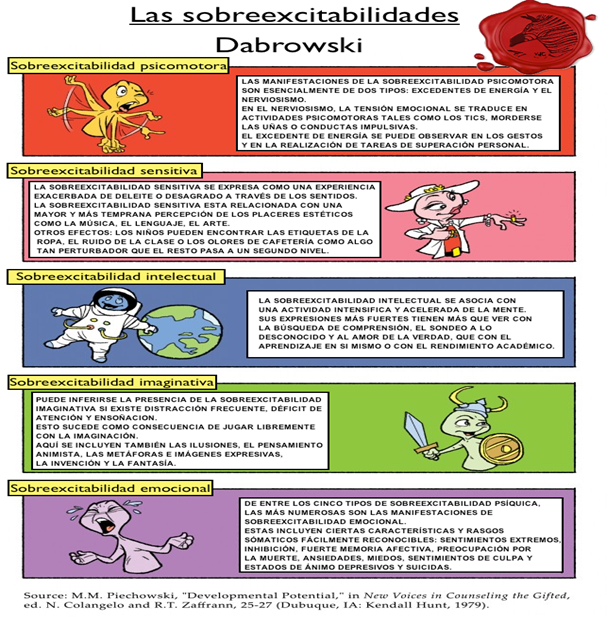 Las sobreexcitabilidades
Dabrowski
Sobreexcitabilidad psicomotora
LAS MANIFESTACIONES DE LA SOBREEXCITABILIDAD PSICOMOTORA
SON ESENCIALMENTE DE DOS TIPOS: EXCEDENTES DE ENERGÍA Y EL
NERVIOSISMO.
EN EL NERVIOSISMO, LA TENSIÓN EMOCIONAL SE TRADUCE EN
ACTIVIDADES PSICOMOTORAS TALES COMO LOS TICS, MORDERSE
LAS UÑAS O CONDUCTAS IMPULSIVAS.
EL EXCEDENTE DE ENERGÍA SE PUEDE OBSERVAR EN LOS GESTOS
Y EN LA REALIZACIÓN DE TAREAS DE SUPERACIÓN PERSONAL.
Sobreexcitabilidad sensitiva
LA SOBREEXCITABILIDAD SENSITIVA SE EXPRESA COMO UNA EXPERIENCIA
EXACERBADA DE DELEITE O DESAGRADO A TRAVÉS DE LOS SENTIDOS.
LA SOBREEXCITABILIDAD SENSITIVA ESTA RELACIONADA CON UNA
MAYOR Y MÁS TEMPRANA PERCEPCIÓN DE LOS PLACERES ESTÉTICOS
COMO LA MÚSICA, EL LENGUAJE, EL ARTE.
OTROS EFECTOS: LOS NIÑOS PUEDEN ENCONTRAR LAS ETIQUETAS DE LA
ROPA, EL RUIDO DE LA CLASE O LOS OLORES DE CAFETERÍA COMO ALGO
TAN PERTURBADOR QUE EL RESTO PASA A UN SEGUNDO NIVEL.
Sobreexcitabilidad intelectual
LA SOBREEXCITABILIDAD INTELECTUAL SE ASOCIA CON
UNA ACTIVIDAD INTENSIFICA Y ACELERADA DE LA MENTE.
SUS EXPRESIONES MÁS FUERTES TIENEN MÁS QUE VER CON
LA BÚSQUEDA DE COMPRENSIÓN, EL SONDEO A LO
DESCONOCIDO Y AL AMOR DE LA VERDAD, QUE CON EL
APRENDIZAJE EN SI MISMO O CON EL RENDIMIENTO ACADÉMICO.
Sobreexcitabilidad imaginativa
PUEDE INFERIRSE LA PRESENCIA DE LA SOBREEXCITABILIDAD
IMAGINATIVA SI EXISTE DISTRACCIÓN FRECUENTE, DÉFICIT DE
ATENCIÓN Y ENSOÑACION.
ESTO SUCEDE COMO CONSECUENCIA DE JUGAR LIBREMENTE
CON LA IMAGINACIÓN.
AQUÍ SE INCLUYEN TAMBIÉN LAS ILUSIONES, EL PENSAMIENTO
ANIMISTA, LAS METÁFORAS E IMÁGENES EXPRESIVAS,
LA INVENCIÓN Y LA FANTASÍA.
Sobreexcitabilidad emocional
DE ENTRE LOS CINCO TIPOS DE SOBREEXCITABILIDAD PSÍQUICA,
LAS MÁS NUMEROSAS SON LAS MANIFESTACIONES DE
SOBREEXCITABILIDAD EMOCIONAL.
ESTAS INCLUYEN CIERTAS CARACTERÍSTICAS Y RASGOS
SÓMATICOS FÁCILMENTE RECONOCIBLES: SENTIMIENTOS EXTREMOS,
INHIBICIÓN, FUERTE MEMORIA AFECTIVA, PREOCUPACIÓN POR
LA MUERTE, ANSIEDADES, MIEDOS, SENTIMIENTOS DE CULPA Y
ESTADOS DE ÁNIMO DEPRESIVOS Y SUICIDAS.
Source: M.M. Piechowski, "Developmental Potential," in New Voices in Counseling the Gifted,
ed. N. Colangelo and R.T. Zaffrann, 25-27 (Dubuque, IA: Kendall Hunt, 1979).